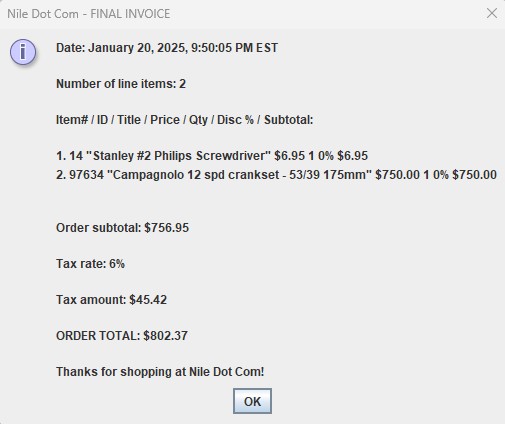 Nile Dot Com - FINAL INVOICE
Date: January 20, 2025, 9:50:05 PM EST
Number of line items: 2
Item# / ID / Title / Price / Qty / Disc % / Subtotal:
1. 14 "Stanley #2 Philips Screwdriver" $6.95 1 0% $6.95
2. 97634 "Campagnolo 12 spd crankset - 53/39 175mm" $750.00 1 0% $750.00
Order subtotal: $756.95
Tax rate: 6%
Tax amount: $45.42
ORDER TOTAL: $802.37
Thanks for shopping at Nile Dot Com!
OK